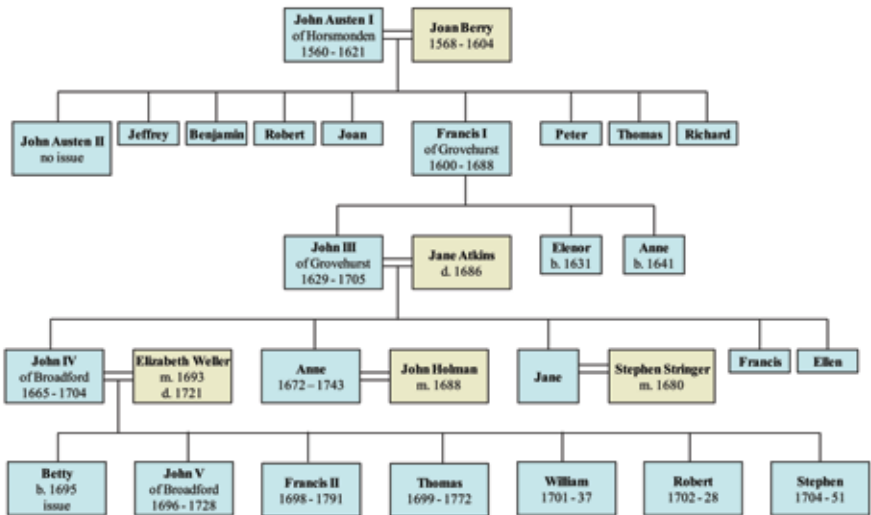 John Austen I
of Horsmonden
1560 - 1621
Joan Berry
1568 - 1604
John Austen II
no issue
Jeffrey
Benjamin
Robert
Joan
Francis I
of Grovehurst
1600 - 1688
Peter
Thomas
Richard
John III
of Grovehurst
1629 - 1705
Jane Atkins
d. 1686
Elenor
b. 1631
Anne
b. 1641
John IV
of Broadford
1665 - 1704
Elizabeth Weller
m. 1693
d. 1721
Anne
1672 – 1743
John Holman
m. 1688
Jane
Stephen Stringer
m. 1680
Francis
Ellen
Betty
b. 1695
issue
John V
of Broadford
1696 - 1728
Francis II
1698 - 1791
Thomas
1699 - 1772
William
1701 - 37
Robert
1702 - 28
Stephen
1704 - 51